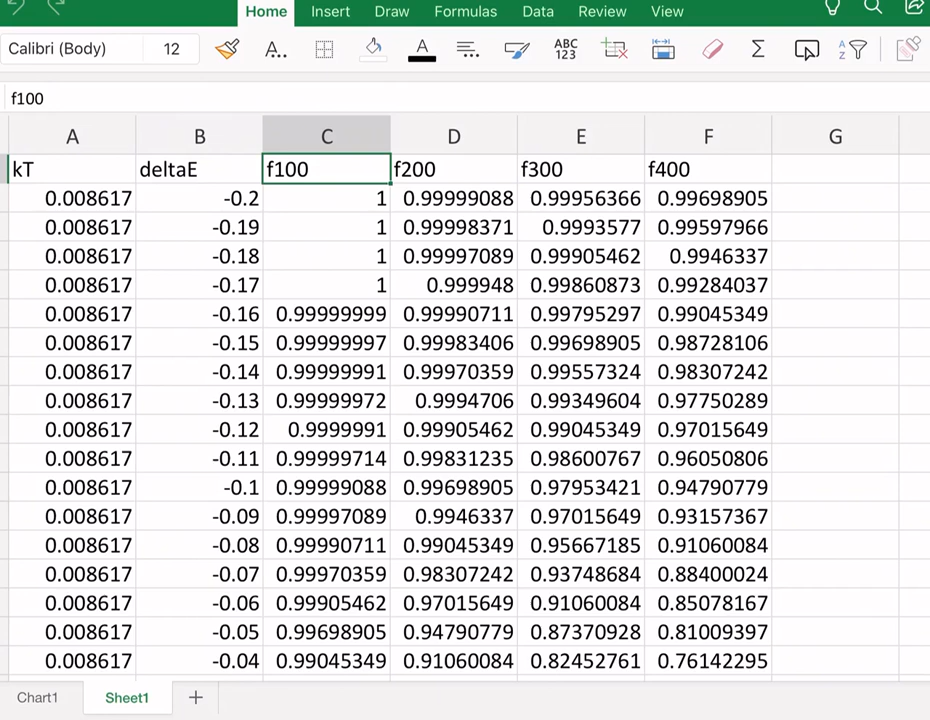 Home Insert Draw Formulas Data Review View
Calibri (Body) 12 A.. A ABC 123 Σ A Z
f100
A B C D E F G
kT deltaE f100 f200 f300 f400
0.008617 -0.2 1 0.99999088 0.99956366 0.99698905
0.008617 -0.19 1 0.99998371 0.9993577 0.99597966
0.008617 -0.18 1 0.99997089 0.99905462 0.9946337
0.008617 -0.17 1 0.999948 0.99860873 0.99284037
0.008617 -0.16 0.99999999 0.99990711 0.99795297 0.99045349
0.008617 -0.15 0.99999997 0.99983406 0.99698905 0.98728106
0.008617 -0.14 0.99999991 0.99970359 0.99557324 0.98307242
0.008617 -0.13 0.99999972 0.9994706 0.99349604 0.97750289
0.008617 -0.12 0.9999991 0.99905462 0.99045349 0.97015649
0.008617 -0.11 0.99999714 0.99831235 0.98600767 0.96050806
0.008617 -0.1 0.99999088 0.99698905 0.97953421 0.94790779
0.008617 -0.09 0.99997089 0.9946337 0.97015649 0.93157367
0.008617 -0.08 0.99990711 0.99045349 0.95667185 0.91060084
0.008617 -0.07 0.99970359 0.98307242 0.93748684 0.88400024
0.008617 -0.06 0.99905462 0.97015649 0.91060084 0.85078167
0.008617 -0.05 0.99698905 0.94790779 0.87370928 0.81009397
0.008617 -0.04 0.99045349 0.91060084 0.82452761 0.76142295
Chart1 Sheet1 +